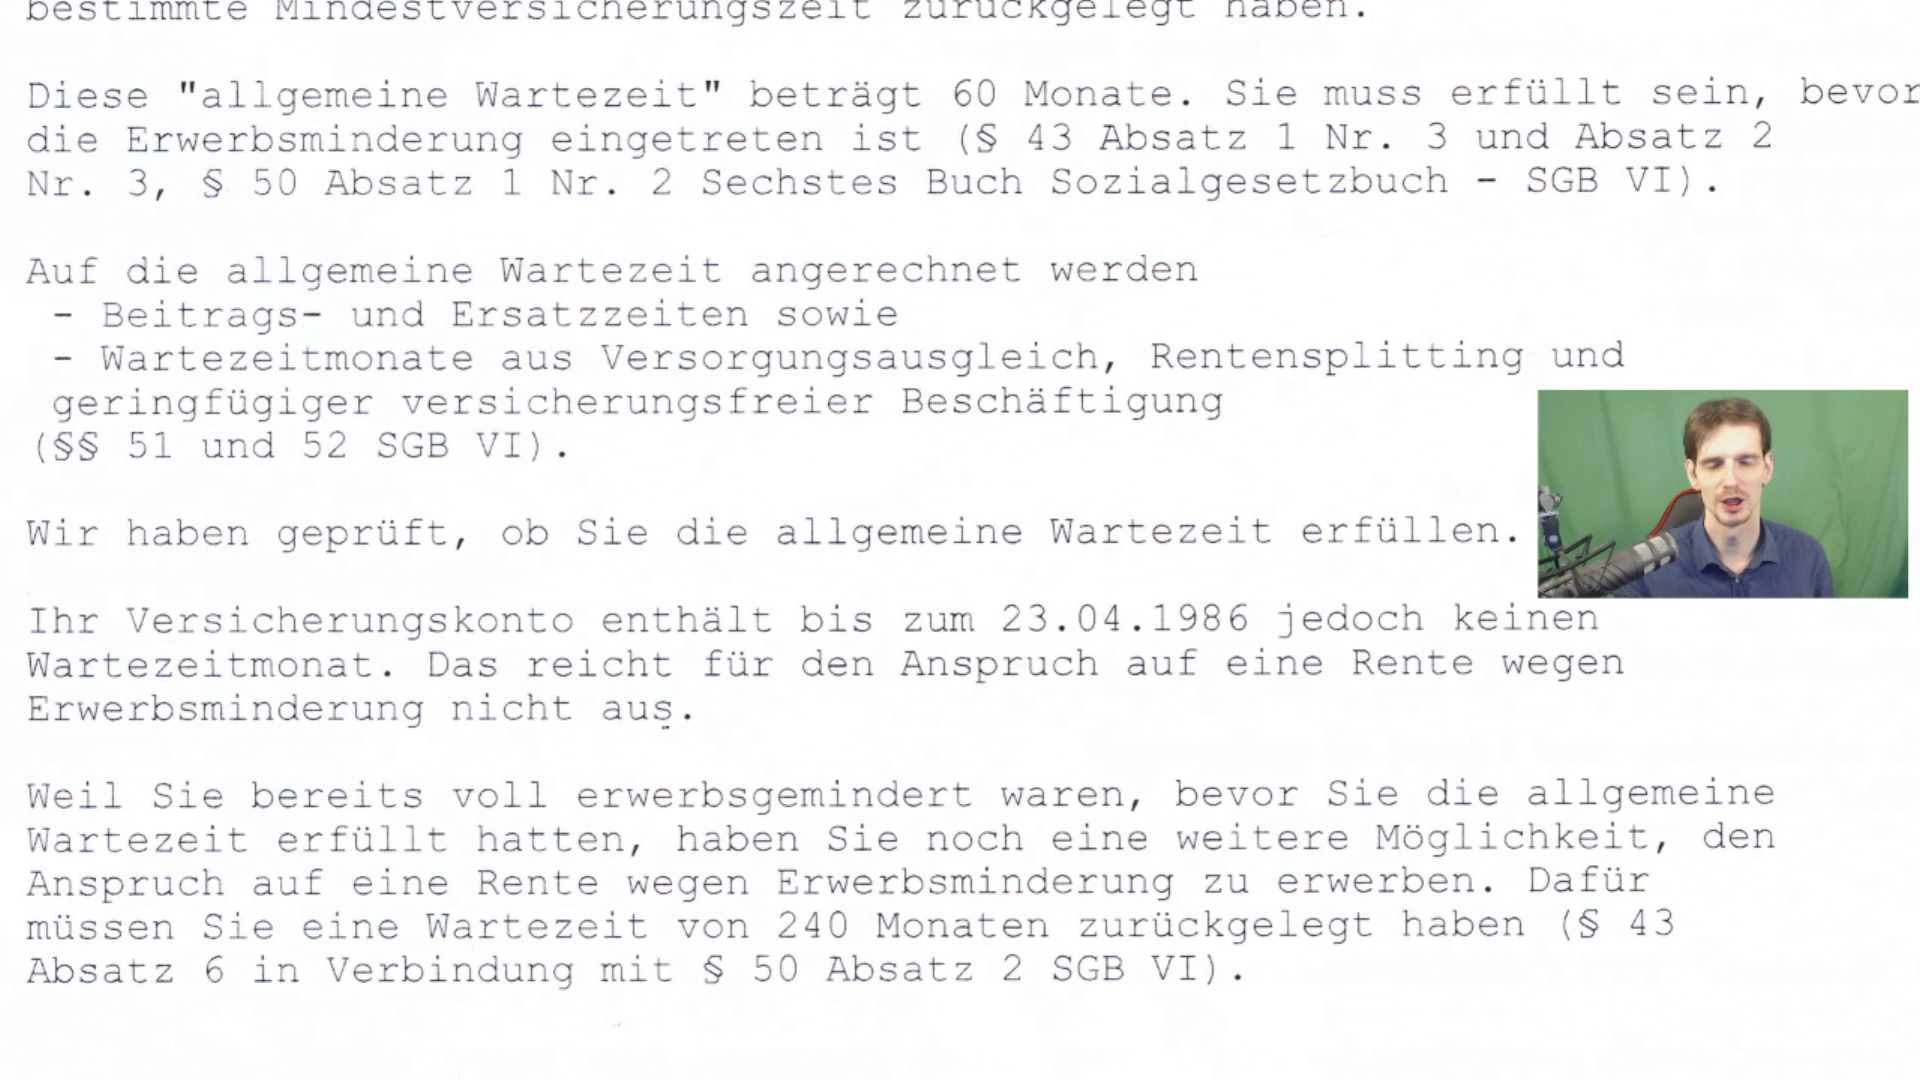 bestimmte Mindestversicherungszeit zurückgelegt haben.
Diese "allgemeine Wartezeit" beträgt 60 Monate. Sie muss erfüllt sein, bevor
die Erwerbsminderung eingetreten ist (§ 43 Absatz 1 Nr. 3 und Absatz 2
Nr. 3, § 50 Absatz 1 Nr. 2 Sechstes Buch Sozialgesetzbuch - SGB VI).
Auf die allgemeine Wartezeit angerechnet werden
- Beitrags- und Ersatzzeiten sowie
- Wartezeitmonate aus Versorgungsausgleich, Rentensplitting und
geringfügiger versicherungsfreier Beschäftigung
(§§ 51 und 52 SGB VI).
Wir haben geprüft, ob Sie die allgemeine Wartezeit erfüllen.
Ihr Versicherungskonto enthält bis zum 23.04.1986 jedoch keinen
Wartezeitmonat. Das reicht für den Anspruch auf eine Rente wegen
Erwerbsminderung nicht aus.
Weil Sie bereits voll erwerbsgemindert waren, bevor Sie die allgemeine
Wartezeit erfüllt hatten, haben Sie noch eine weitere Möglichkeit, den
Anspruch auf eine Rente wegen Erwerbsminderung zu erwerben. Dafür
müssen Sie eine Wartezeit von 240 Monaten zurückgelegt haben (§ 43
Absatz 6 in Verbindung mit § 50 Absatz 2 SGB VI).